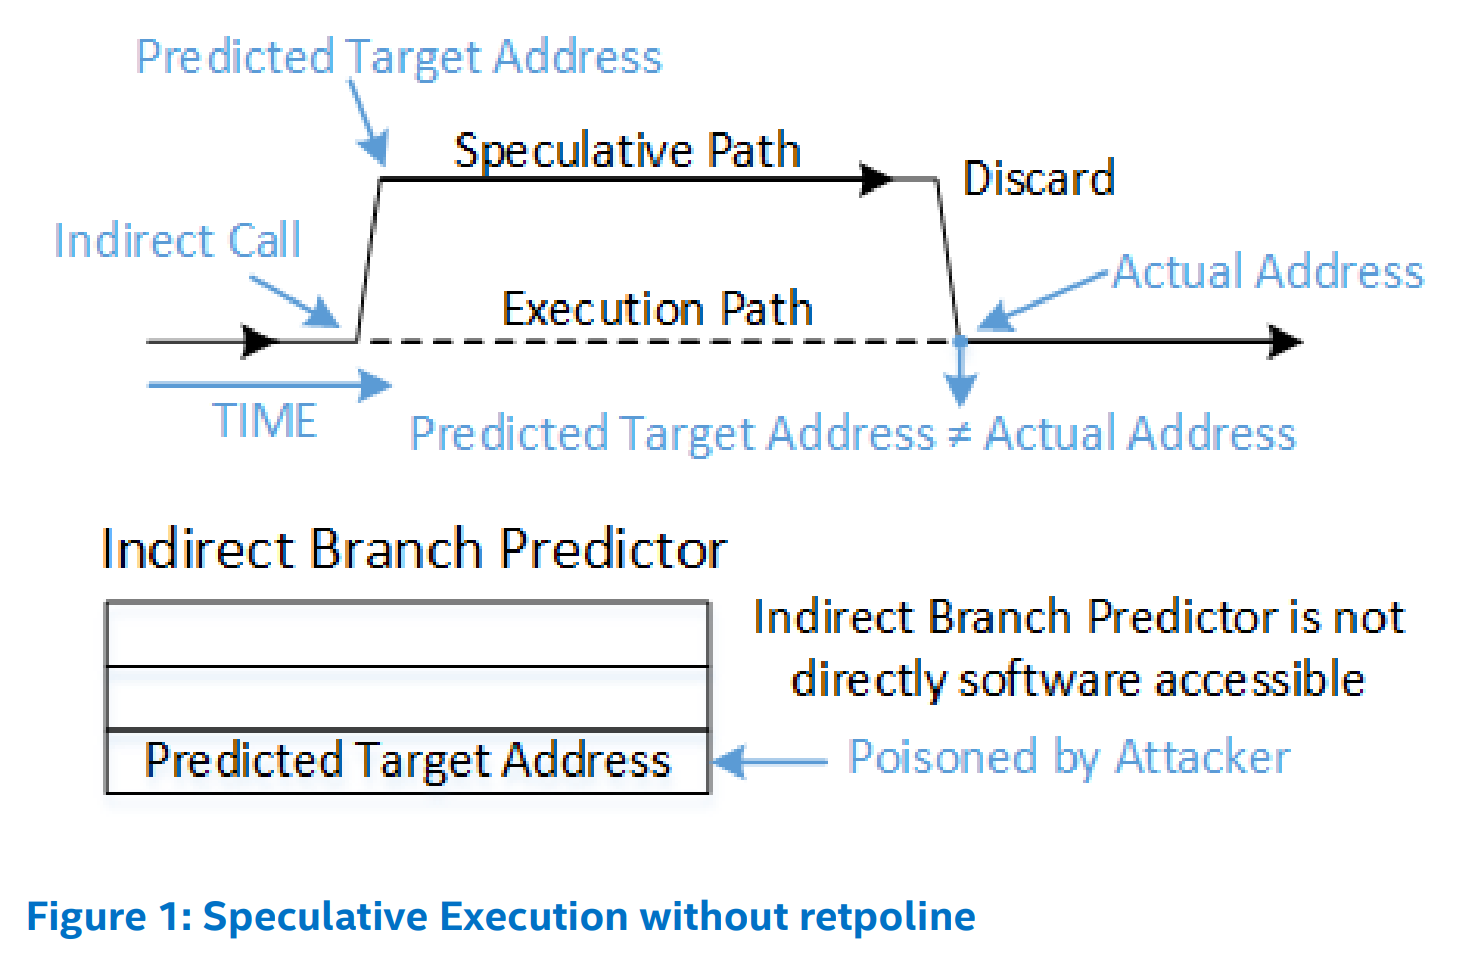 Predicted Target Address
Speculative Path
Discard
Indirect Call
Actual Address
Execution Path
TIME
Predicted Target Address ≠ Actual Address
Indirect Branch Predictor
Indirect Branch Predictor is not
directly software accessible
Predicted Target Address
Poisoned by Attacker
Figure 1: Speculative Execution without retpoline